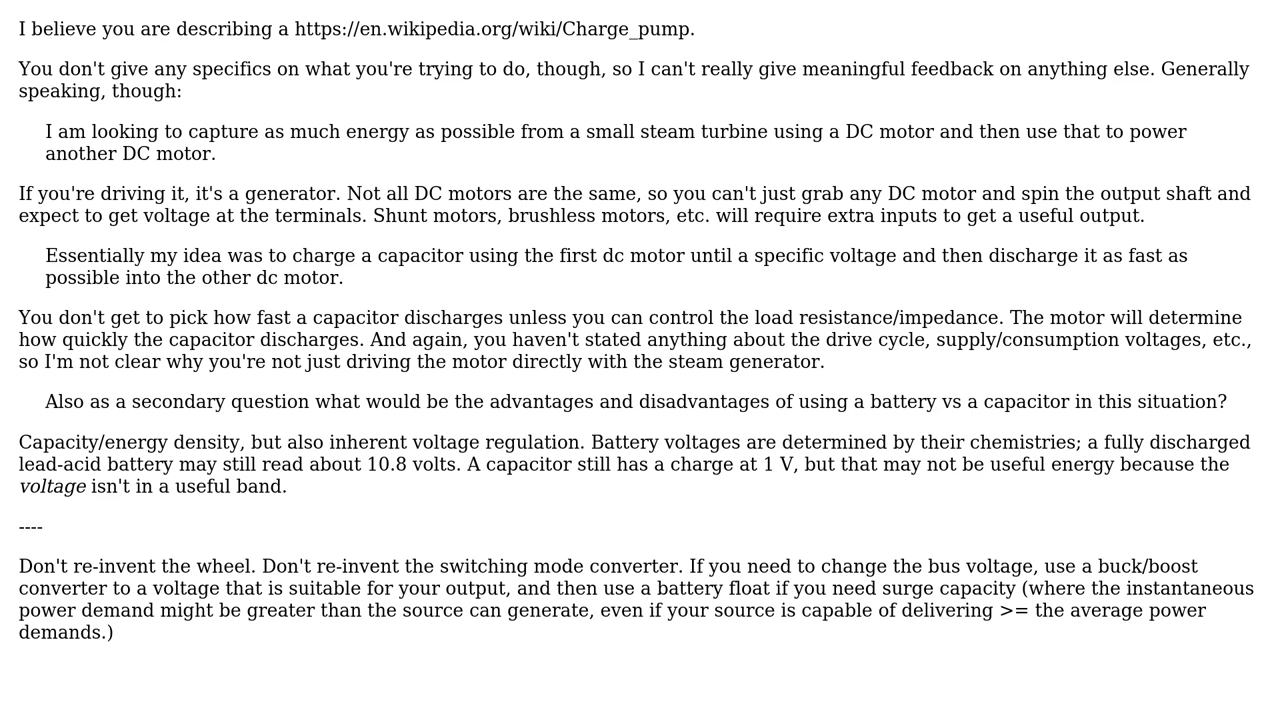 I believe you are describing a https://en.wikipedia.org/wiki/Charge_pump.
You don't give any specifics on what you're trying to do, though, so I can't really give meaningful feedback on anything else. Generally
speaking, though:
I am looking to capture as much energy as possible from a small steam turbine using a DC motor and then use that to power
another DC motor.
If you're driving it, it's a generator. Not all DC motors are the same, so you can't just grab any DC motor and spin the output shaft and
expect to get voltage at the terminals. Shunt motors, brushless motors, etc. will require extra inputs to get a useful output.
Essentially my idea was to charge a capacitor using the first dc motor until a specific voltage and then discharge it as fast as
possible into the other dc motor.
You don't get to pick how fast a capacitor discharges unless you can control the load resistance/impedance. The motor will determine
how quickly the capacitor discharges. And again, you haven't stated anything about the drive cycle, supply/consumption voltages, etc.,
so I'm not clear why you're not just driving the motor directly with the steam generator.
Also as a secondary question what would be the advantages and disadvantages of using a battery vs a capacitor in this situation?
Capacity/energy density, but also inherent voltage regulation. Battery voltages are determined by their chemistries; a fully discharged
lead-acid battery may still read about 10.8 volts. A capacitor still has a charge at 1 V, but that may not be useful energy because the
voltage isn't in a useful band.
----
Don't re-invent the wheel. Don't re-invent the switching mode converter. If you need to change the bus voltage, use a buck/boost
converter to a voltage that is suitable for your output, and then use a battery float if you need surge capacity (where the instantaneous
power demand might be greater than the source can generate, even if your source is capable of delivering >= the average power
demands.)